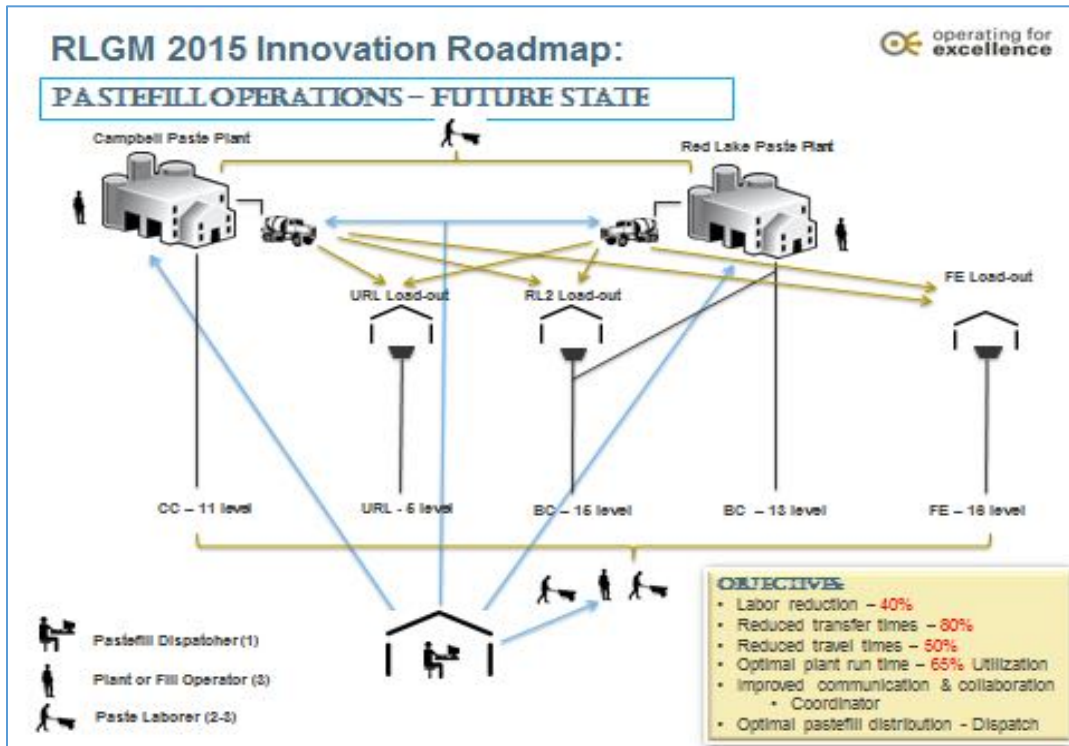 RLGM 2015 Innovation Roadmap:
operating for
excellence
PASTEFILL OPERATIONS – FUTURE STATE
Campbell Paste Plant
Red Lake Paste Plant
FE Load-out
URL Load-out
RL2 Load-out
CC – 11 level
URL - 5 level
BC – 15 level
BC – 13 level
FE – 16 level
Pastefill Dispatcher (1)
Plant or Fill Operator (3)
Paste Laborer (2-3)
OBJECTIVES:
• Labor reduction – 40%
• Reduced transfer times – 80%
• Reduced travel times – 50%
• Optimal plant run time – 65% Utilization
• Improved communication & collaboration
• Coordinator
• Optimal pastefill distribution - Dispatch